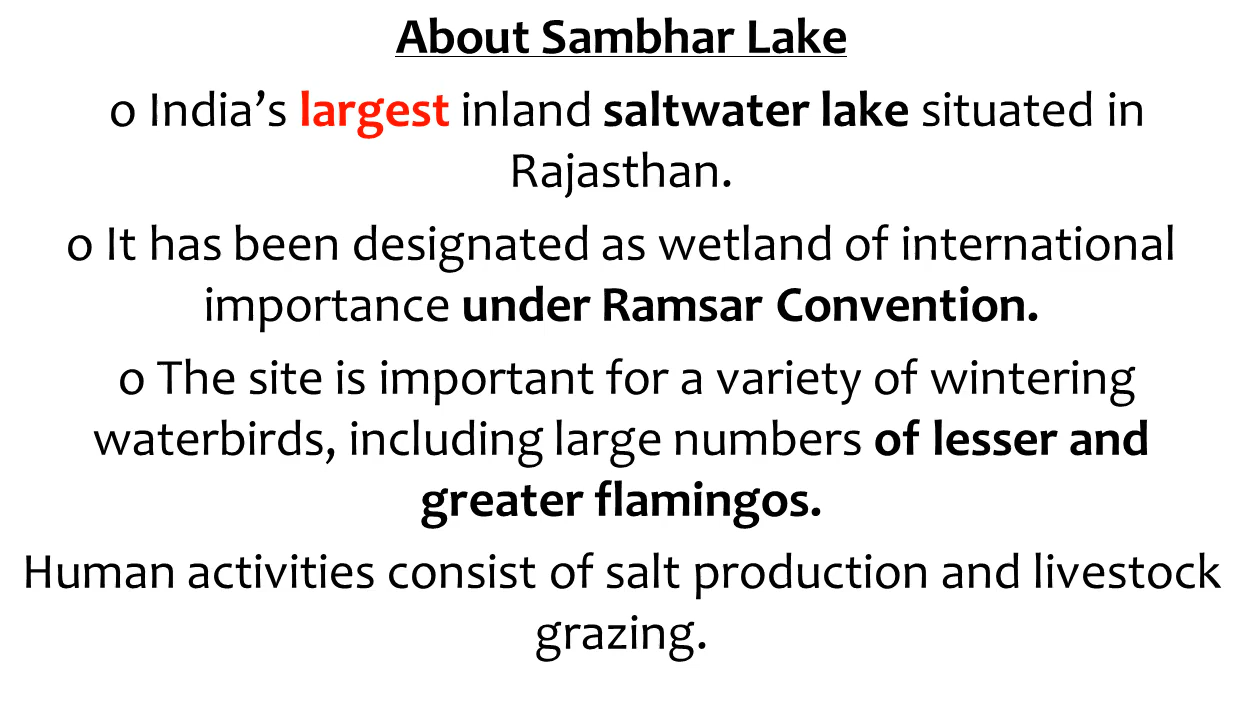 About Sambhar Lake
o India’s largest inland saltwater lake situated in
Rajasthan.
o It has been designated as wetland of international
importance under Ramsar Convention.
o The site is important for a variety of wintering
waterbirds, including large numbers of lesser and
greater flamingos.
Human activities consist of salt production and livestock
grazing.